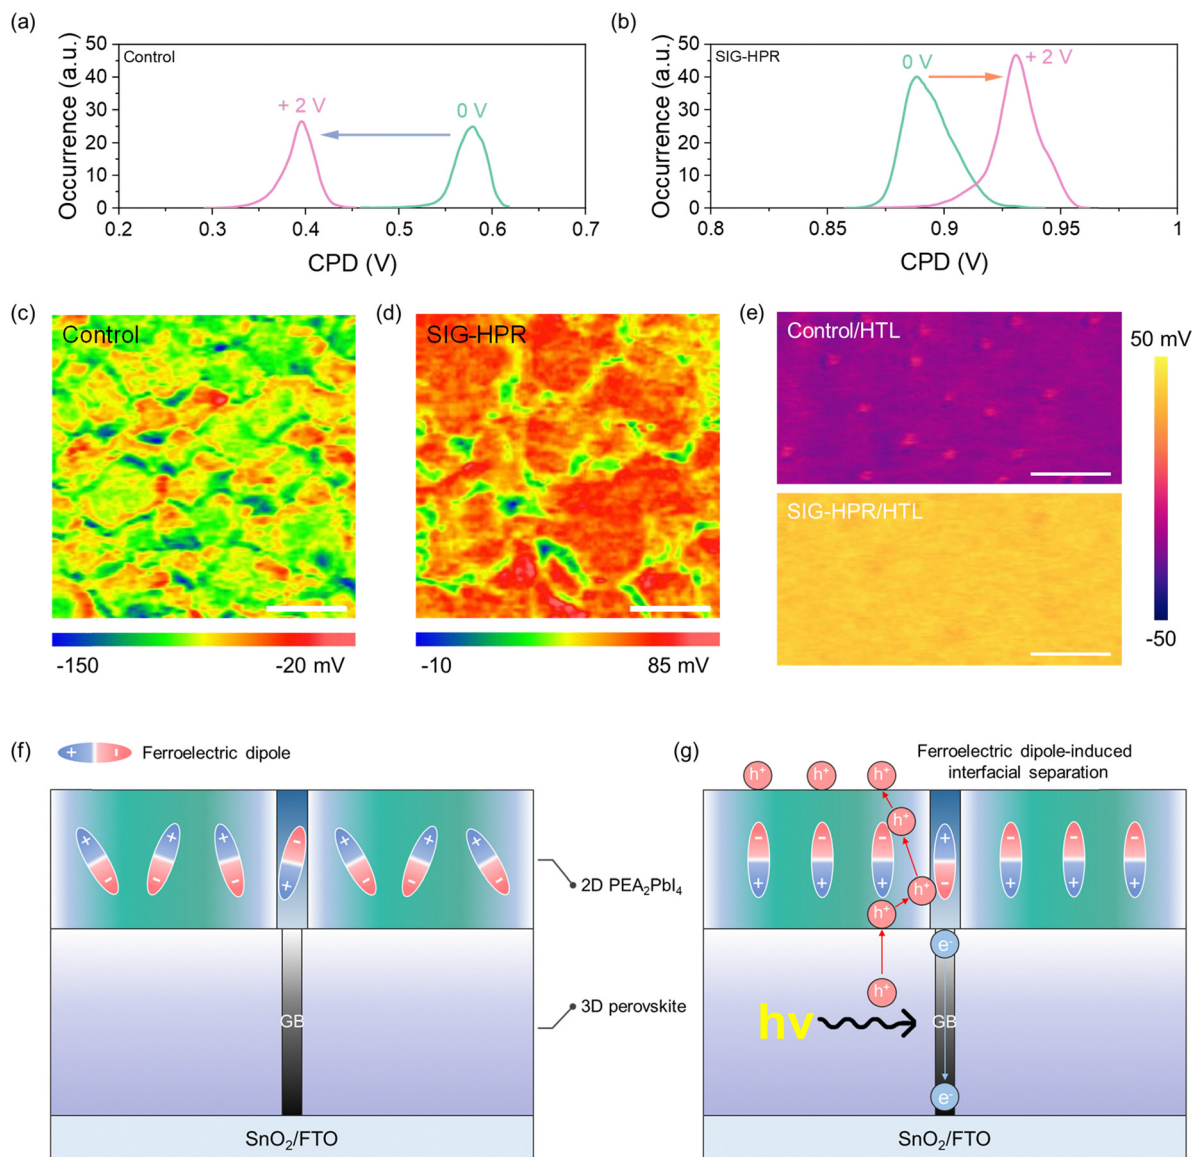 (a)
Control
50
40
30
20
10
0
Occurrence (a.u.)
+ 2 V
0 V
0.2
0.3
0.4
0.5
0.6
0.7
CPD (V)
(b)
SIG-HPR
50
40
30
20
10
0
Occurrence (a.u.)
0 V
+ 2 V
0.8
0.85
0.9
0.95
1
CPD (V)
(c)
Control
-150
-20 mV
(d)
SIG-HPR
-10
85 mV
(e)
Control/HTL
SIG-HPR/HTL
50 mV
-50
(f)
+ -
Ferroelectric dipole
+ -
+ -
+ -
- +
+ -
+ -
+ -
2D PEA₂PbI₄
3D perovskite
GB
SnO₂/FTO
(g)
Ferroelectric dipole-induced
interfacial separation
h⁺
h⁺
h⁺
h⁺
h⁺
h⁺
h⁺
- +
- +
- +
+ -
- +
- +
- +
e⁻
hv
GB
e⁻
SnO₂/FTO